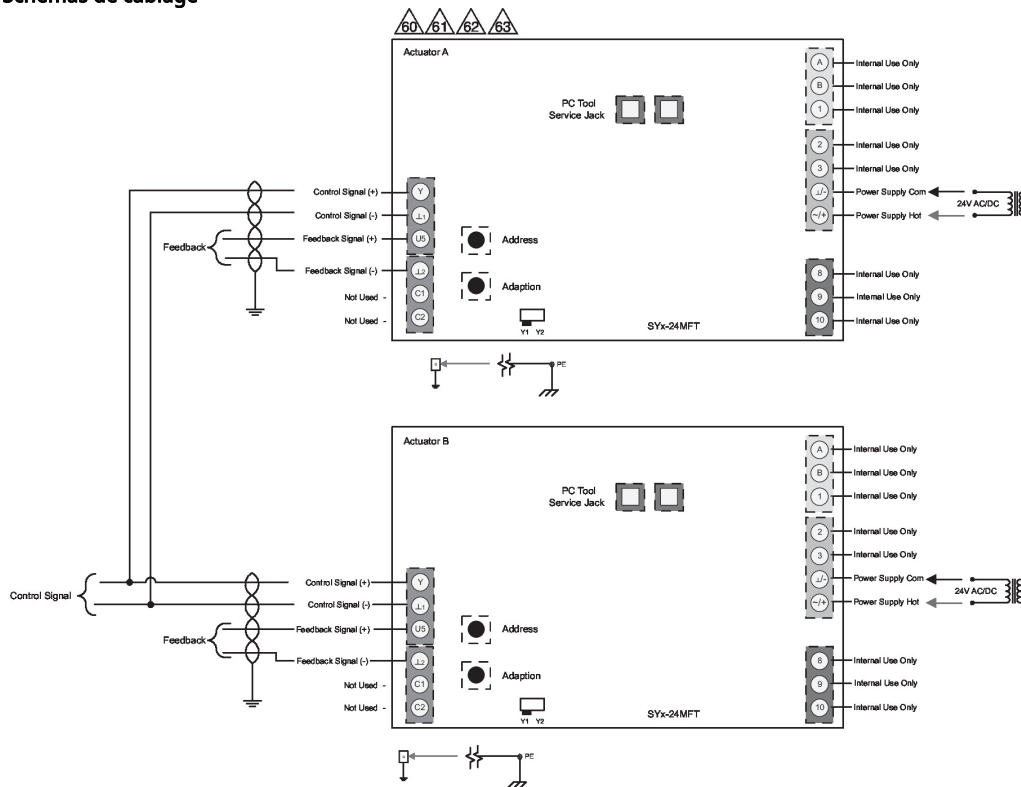 Schémas de câblage
60 61 62 63
Actuator A
PC Tool
Service Jack
A Internal Use Only
B Internal Use Only
1 Internal Use Only
2 Internal Use Only
3 Internal Use Only
⊥/- Power Supply Com
24V AC/DC
~/+ Power Supply Hot
8 Internal Use Only
9 Internal Use Only
10 Internal Use Only
Control Signal (+) Y
Control Signal (-) ⊥1
Feedback Signal (+) U5
Feedback
Feedback Signal (-) ⊥2
Not Used - C1
Not Used - C2
Address
Adaption
Y1 Y2
SYx-24MFT
PE
Actuator B
PC Tool
Service Jack
A Internal Use Only
B Internal Use Only
1 Internal Use Only
2 Internal Use Only
3 Internal Use Only
⊥/- Power Supply Com
24V AC/DC
~/+ Power Supply Hot
8 Internal Use Only
9 Internal Use Only
10 Internal Use Only
Control Signal
Control Signal (+) Y
Control Signal (-) ⊥1
Feedback Signal (+) U5
Feedback
Feedback Signal (-) ⊥2
Not Used - C1
Not Used - C2
Address
Adaption
Y1 Y2
SYx-24MFT
PE